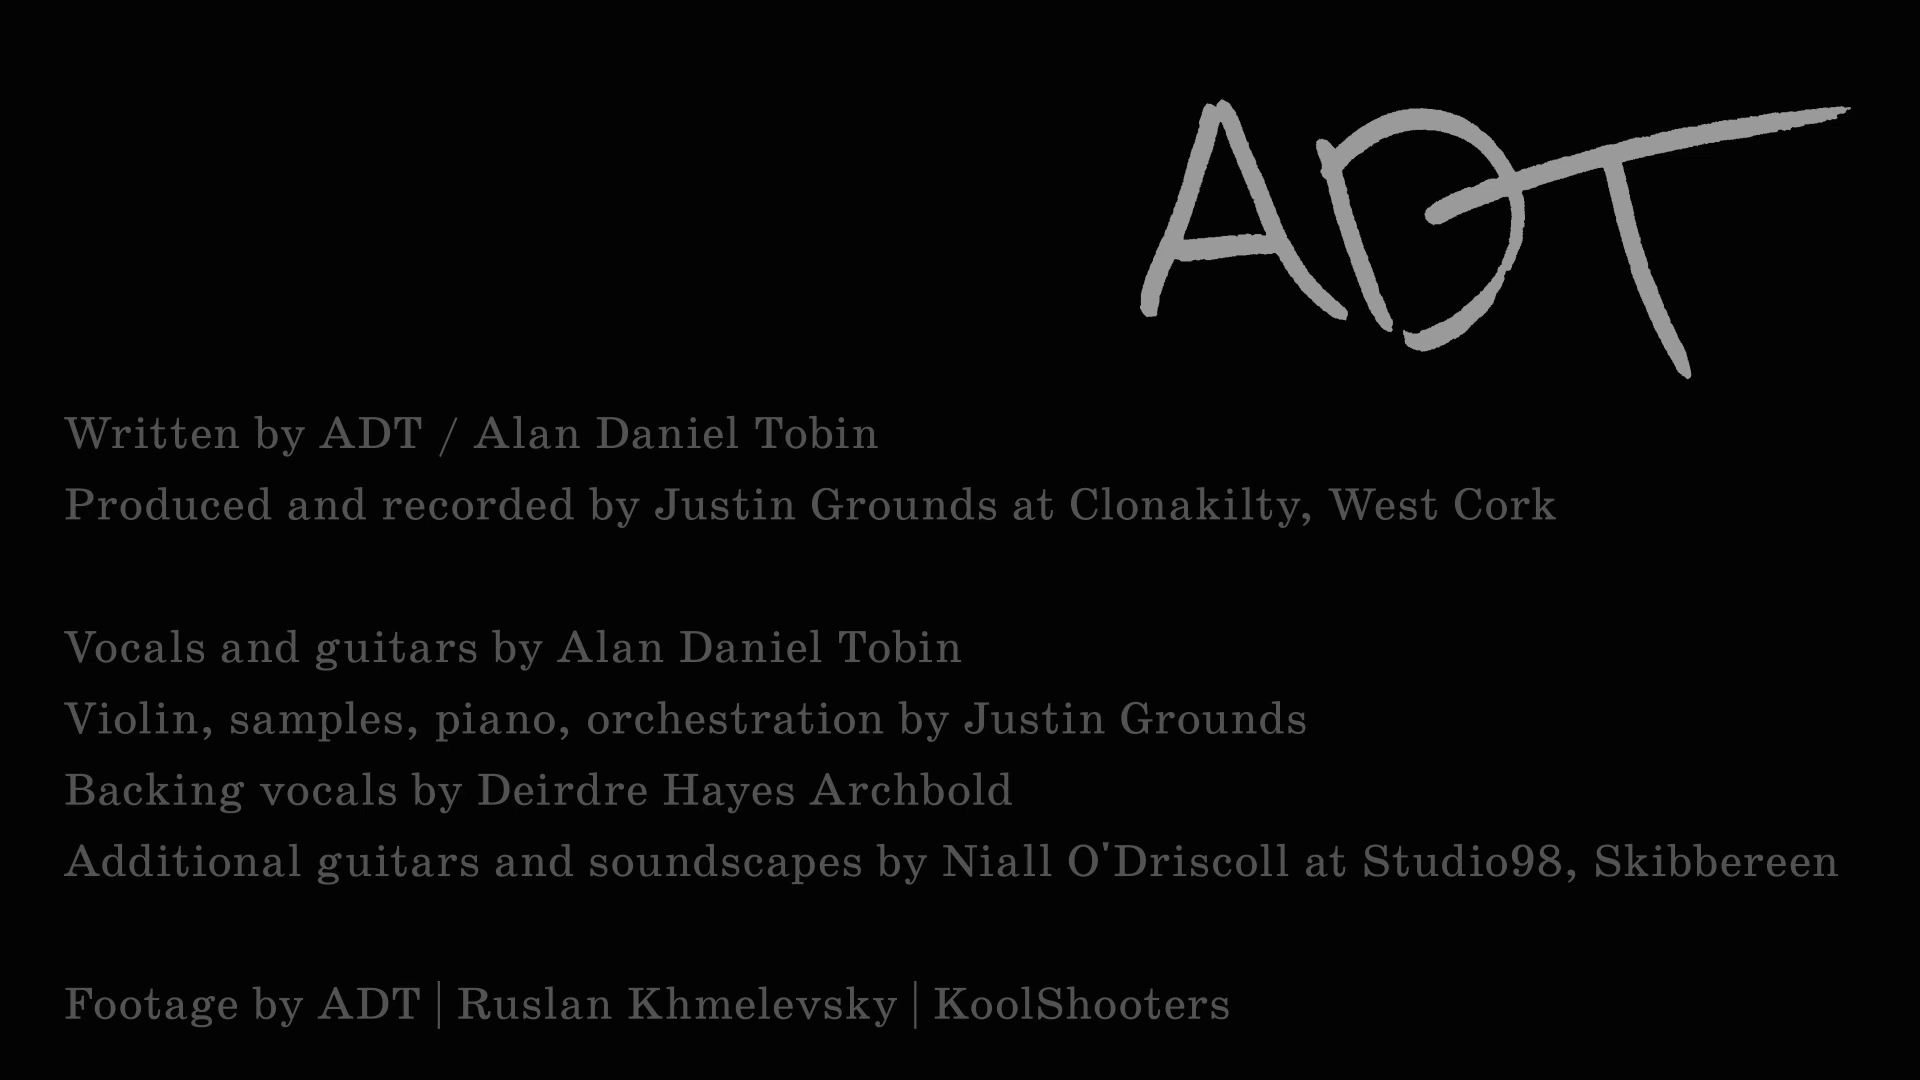 ADT
Written by ADT / Alan Daniel Tobin
Produced and recorded by Justin Grounds at Clonakilty, West Cork
Vocals and guitars by Alan Daniel Tobin
Violin, samples, piano, orchestration by Justin Grounds
Backing vocals by Deirdre Hayes Archbold
Additional guitars and soundscapes by Niall O'Driscoll at Studio98, Skibbereen
Footage by ADT | Ruslan Khmelevsky | KoolShooters